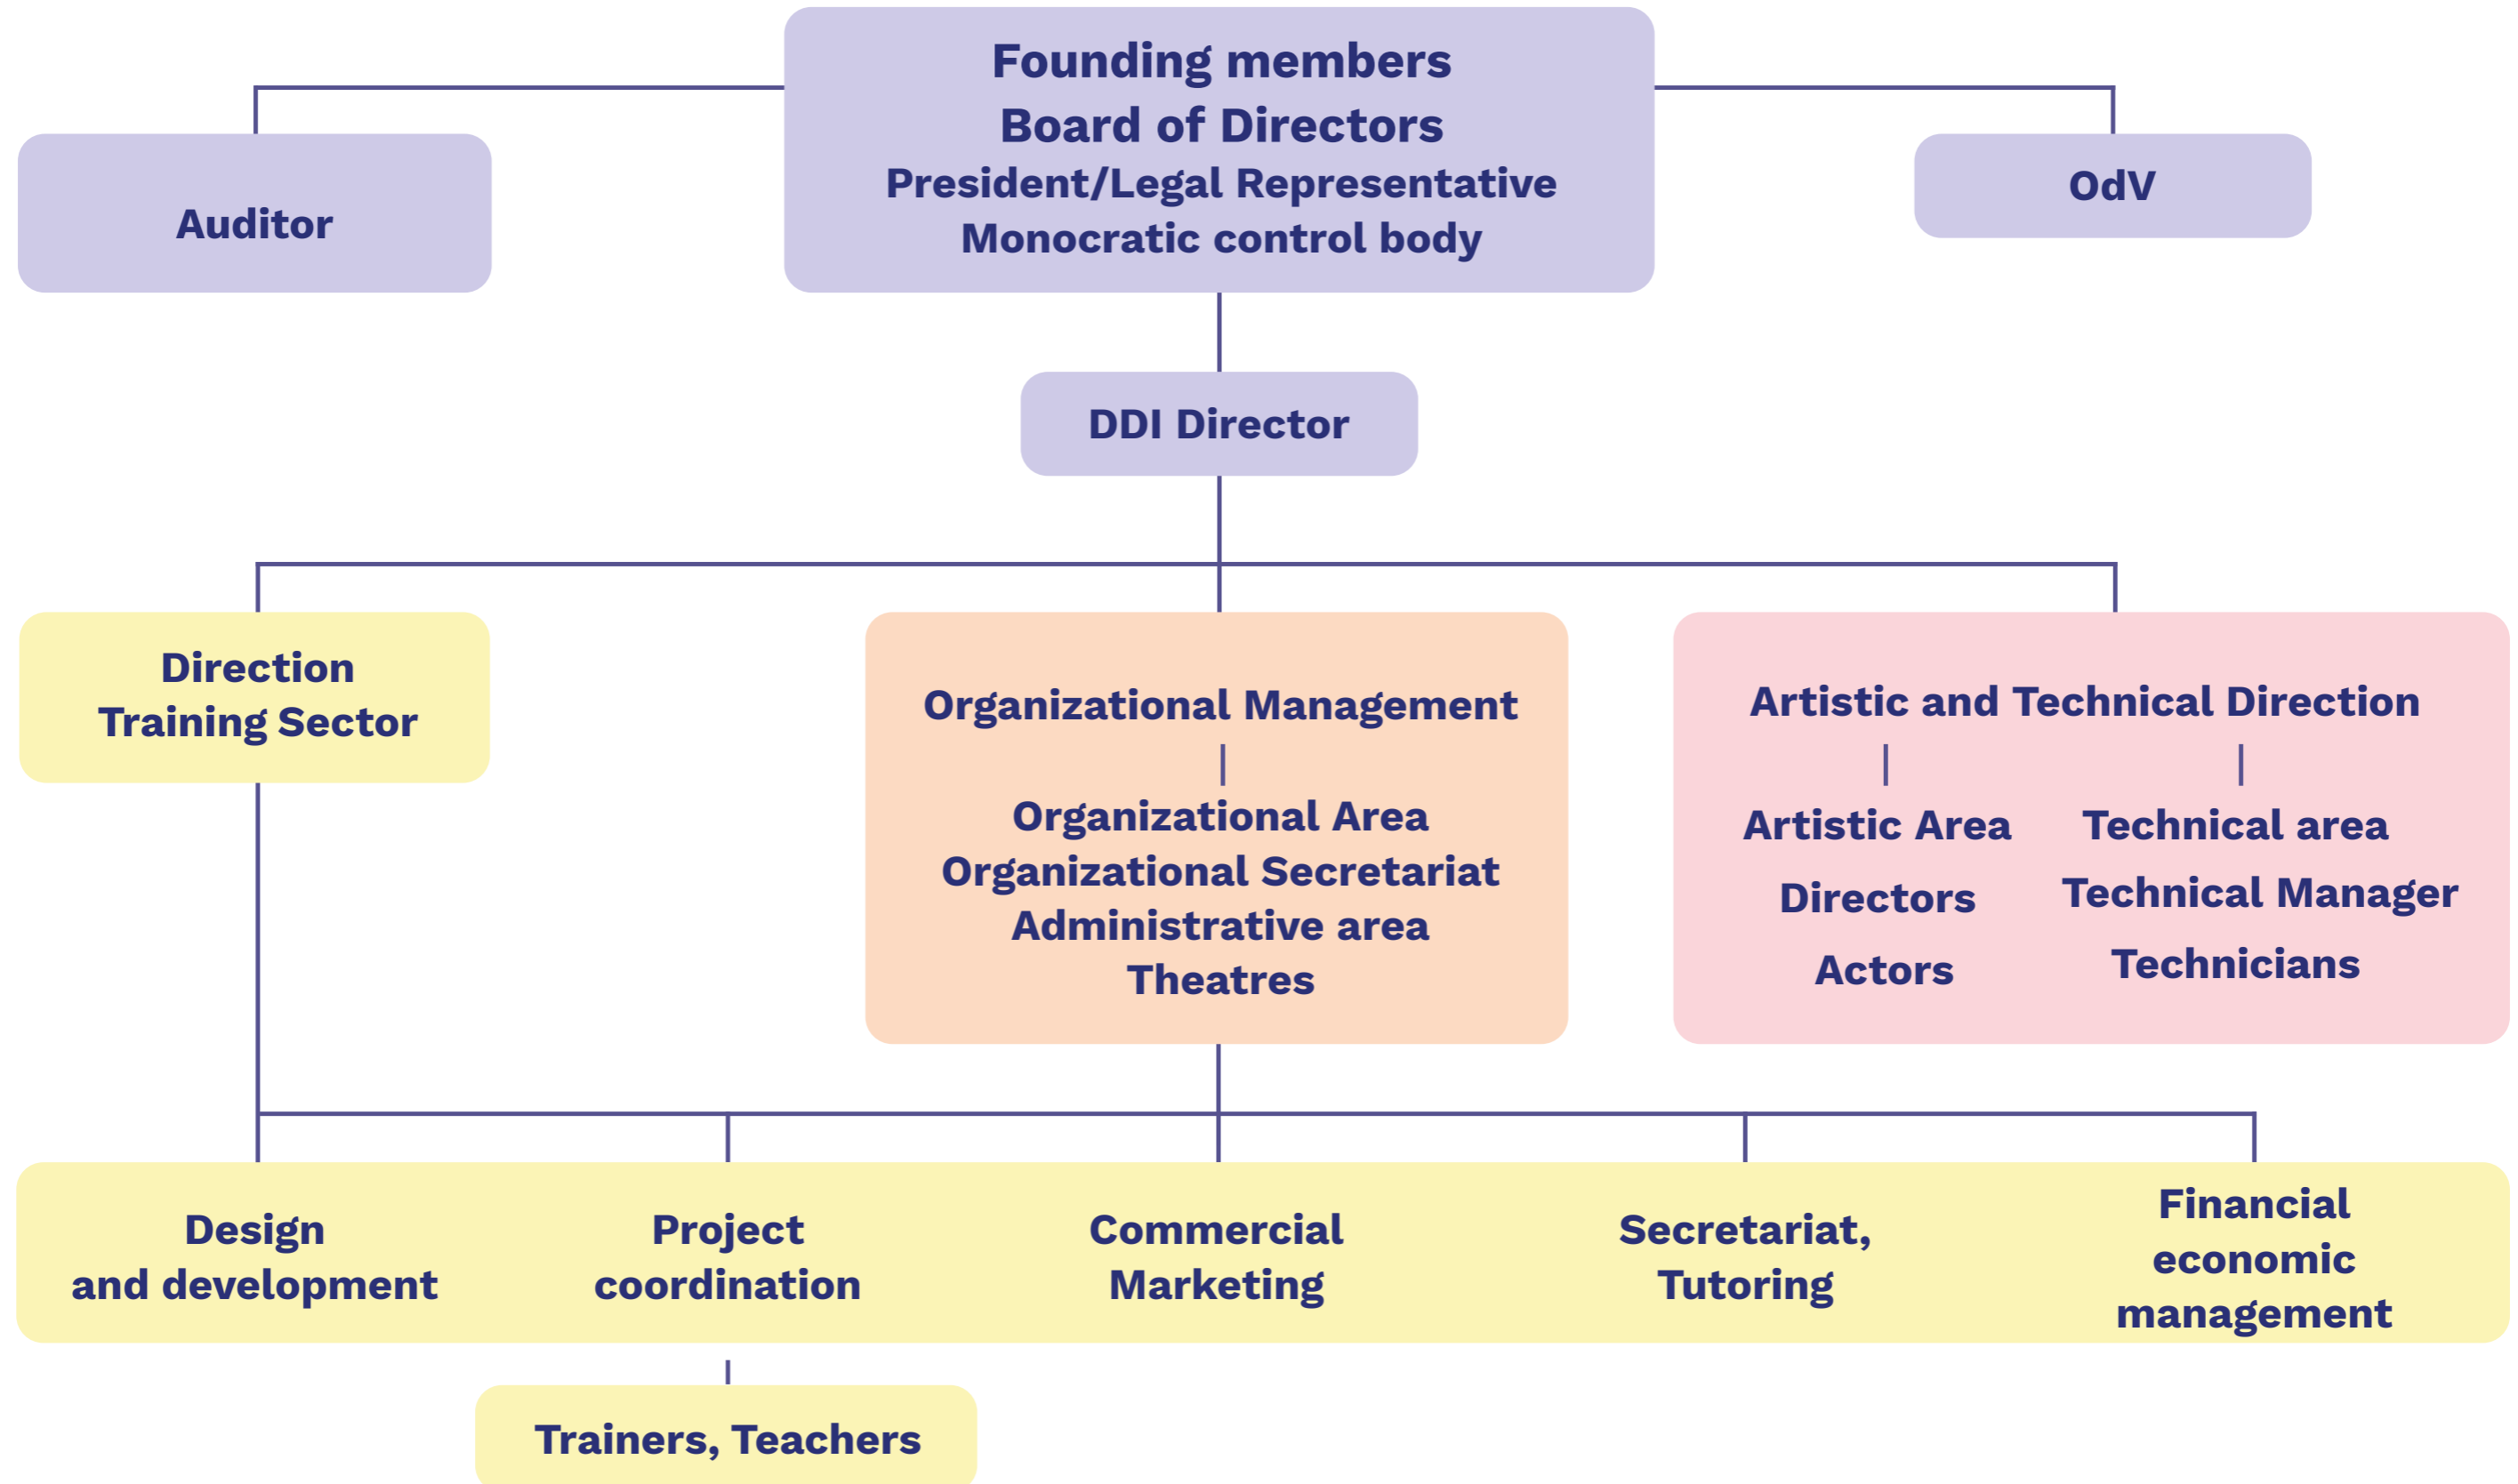 Founding members
Board of Directors
President/Legal Representative
Monocratic control body
Auditor
OdV
DDI Director
Direction
Training Sector
Organizational Management
Organizational Area
Organizational Secretariat
Administrative area
Theatres
Artistic and Technical Direction
Artistic Area
Directors
Actors
Technical area
Technical Manager
Technicians
Design
and development
Project
coordination
Commercial
Marketing
Secretariat,
Tutoring
Financial
economic
management
Trainers, Teachers